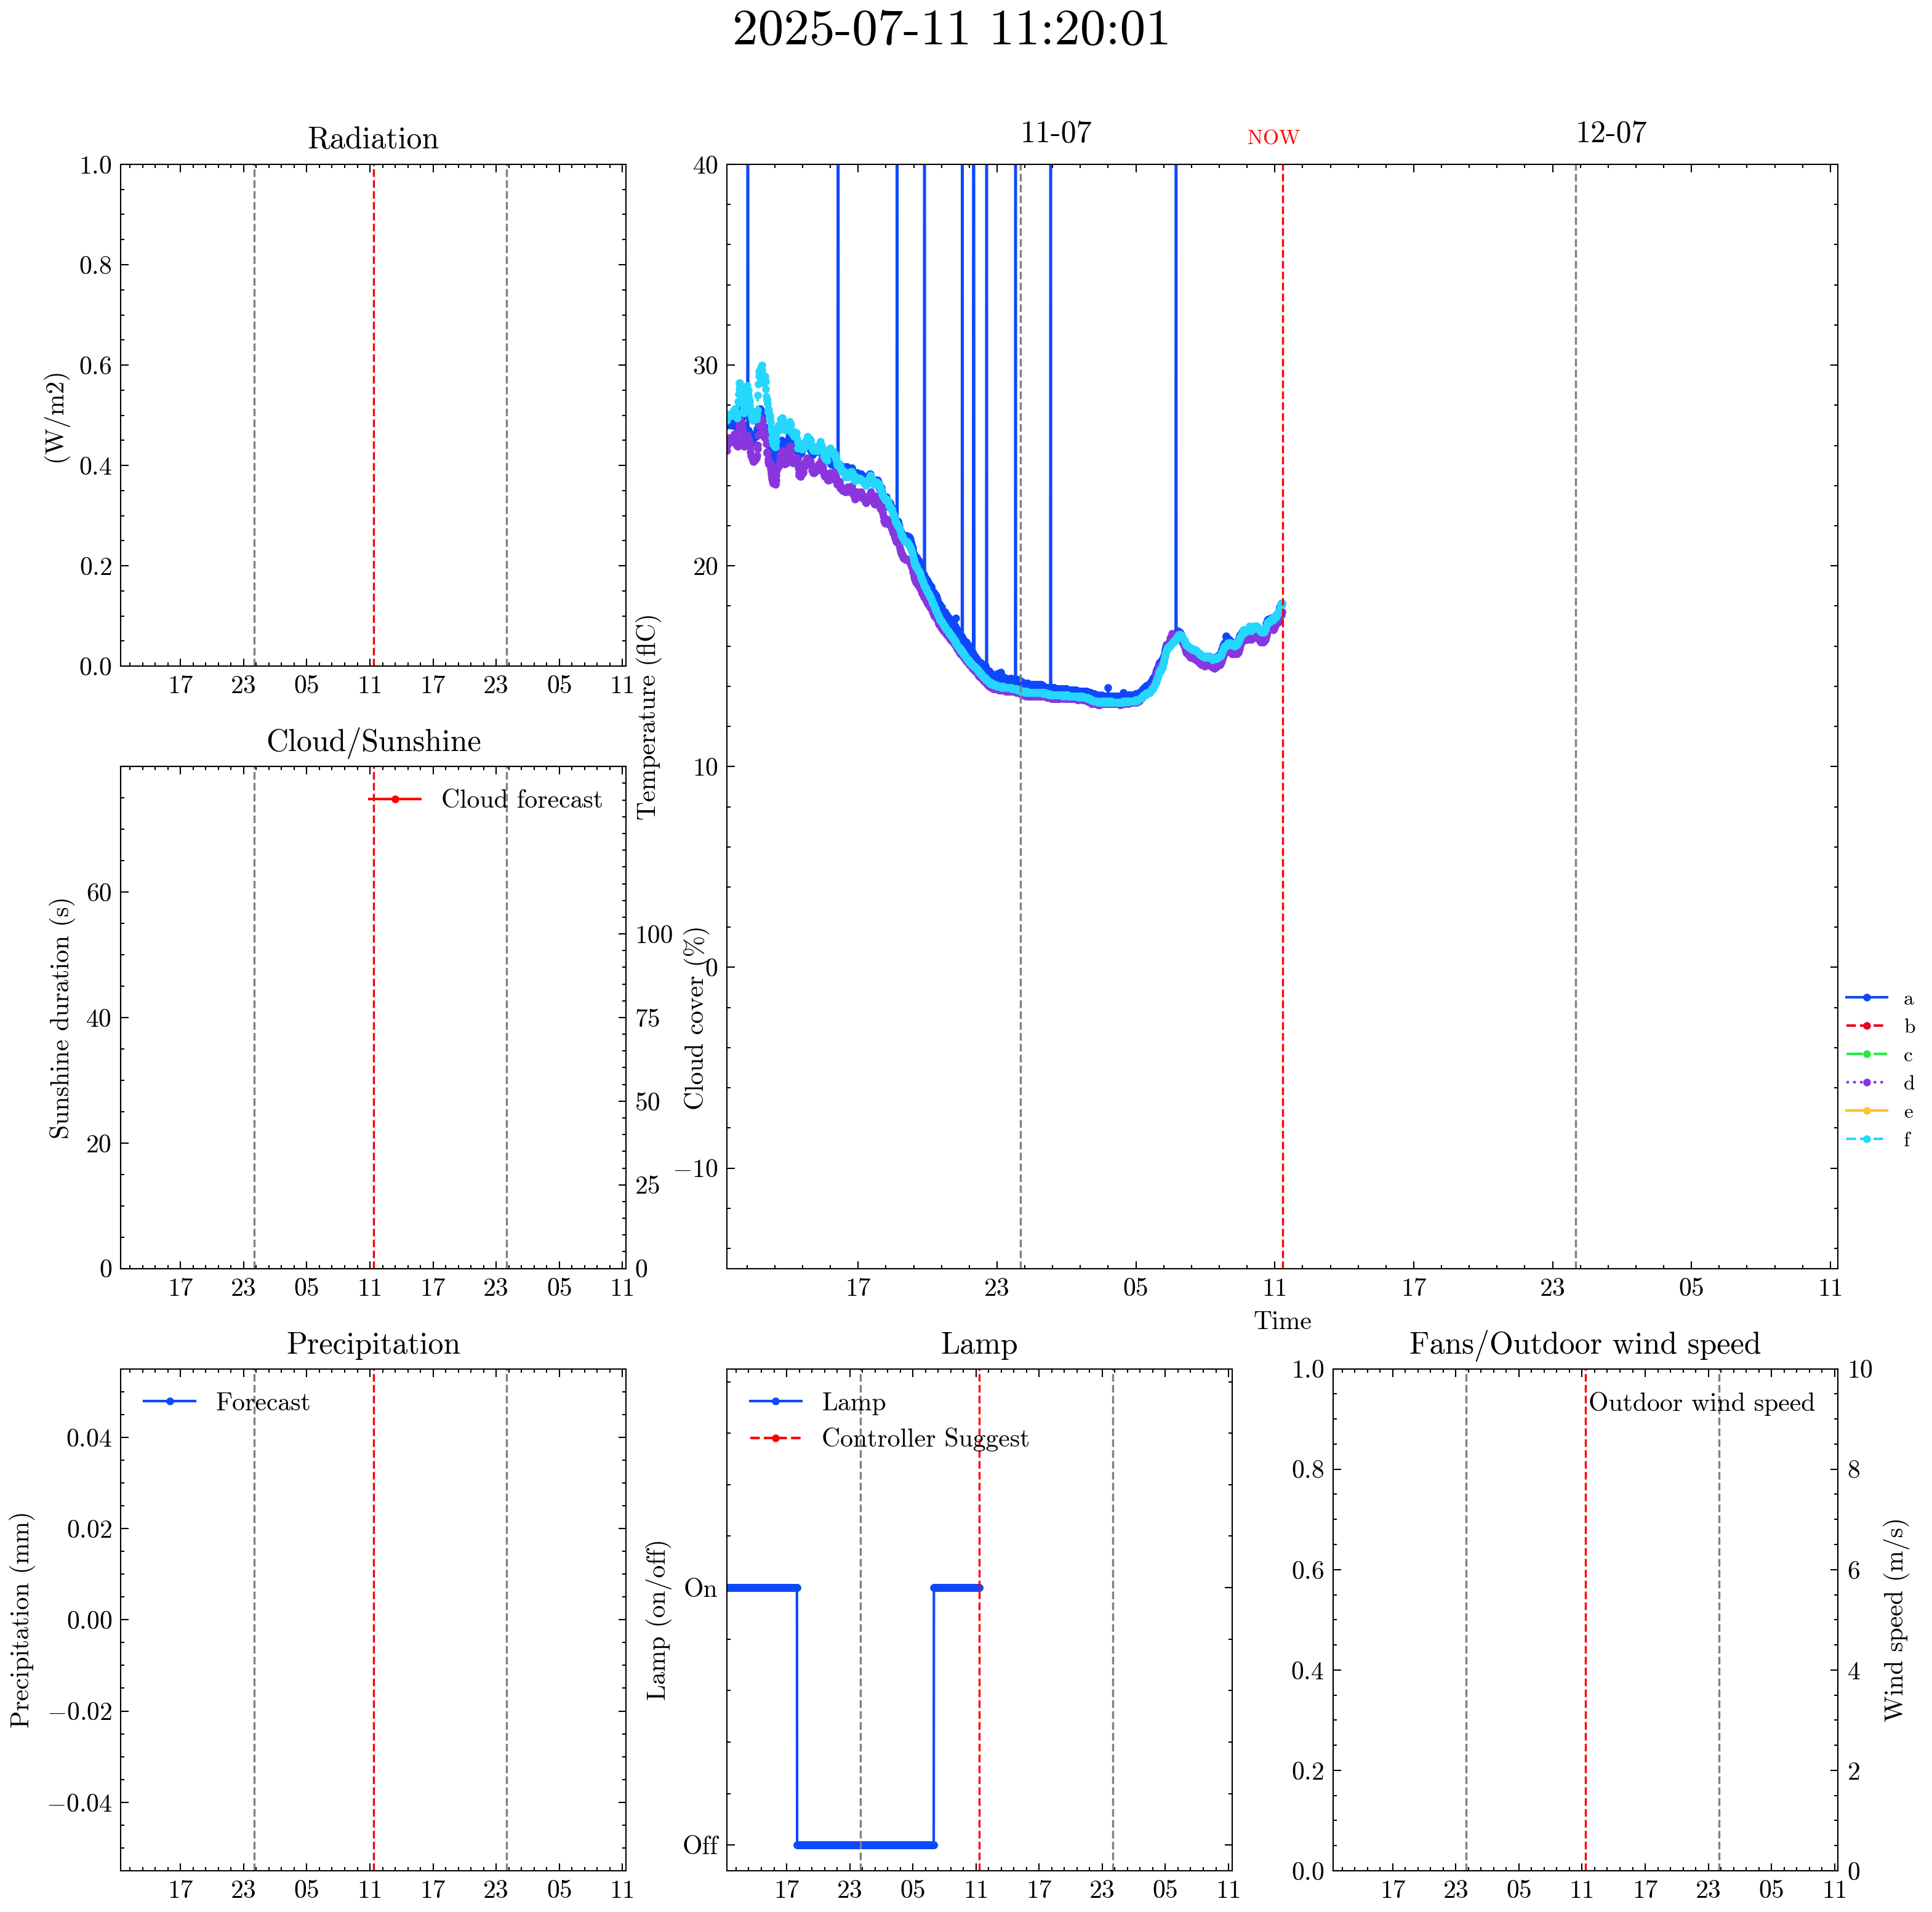 2025-07-11 11:20:01
Radiation
1.0
0.8
0.6
0.4
0.2
0.0
(W/m2)
17 23 05 11 17 23 05 11
11-07
NOW
12-07
40
30
20
10
0
−10
Temperature (flC)
17 23 05 11 17 23 05 11
Time
a
b
c
d
e
f
Cloud/Sunshine
Cloud forecast
60
40
20
0
Sunshine duration (s)
100
75
50
25
0
Cloud cover (%)
17 23 05 11 17 23 05 11
Precipitation
Forecast
0.04
0.02
0.00
−0.02
−0.04
Precipitation (mm)
17 23 05 11 17 23 05 11
Lamp
Lamp
Controller Suggest
On
Off
Lamp (on/off)
17 23 05 11 17 23 05 11
Fans/Outdoor wind speed
Outdoor wind speed
1.0
0.8
0.6
0.4
0.2
0.0
10
8
6
4
2
0
Wind speed (m/s)
17 23 05 11 17 23 05 11